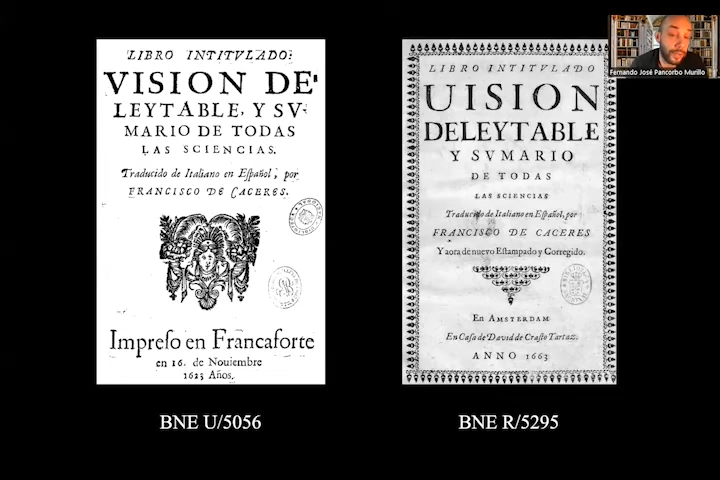 LIBRO INTITVLADO:
VISION DE'
LEYTABLE, Y SV-
MARIO DE TODAS
LAS SCIENCIAS.
Traducido de Italiano en Español, por
FRANCISCO DE CACERES.
Impreſo en Francaforte
en 16. de Nouiembre
1623 Años.
BNE U/5056
LIBRO INTITVLADO
UISION
DELEYTABLE
Y SVMARIO
DE TODAS
LAS SCIENCIAS
Traducido de Italiano en Español, por
FRANCISCO DE CACERES
Y aora de nuevo Eſtampado y Corregido.
En AMSTERDAM
En Caſa de David de Craſto Tartaz.
ANNO 1663
BNE R/5295
Fernando José Pancorbo Murillo